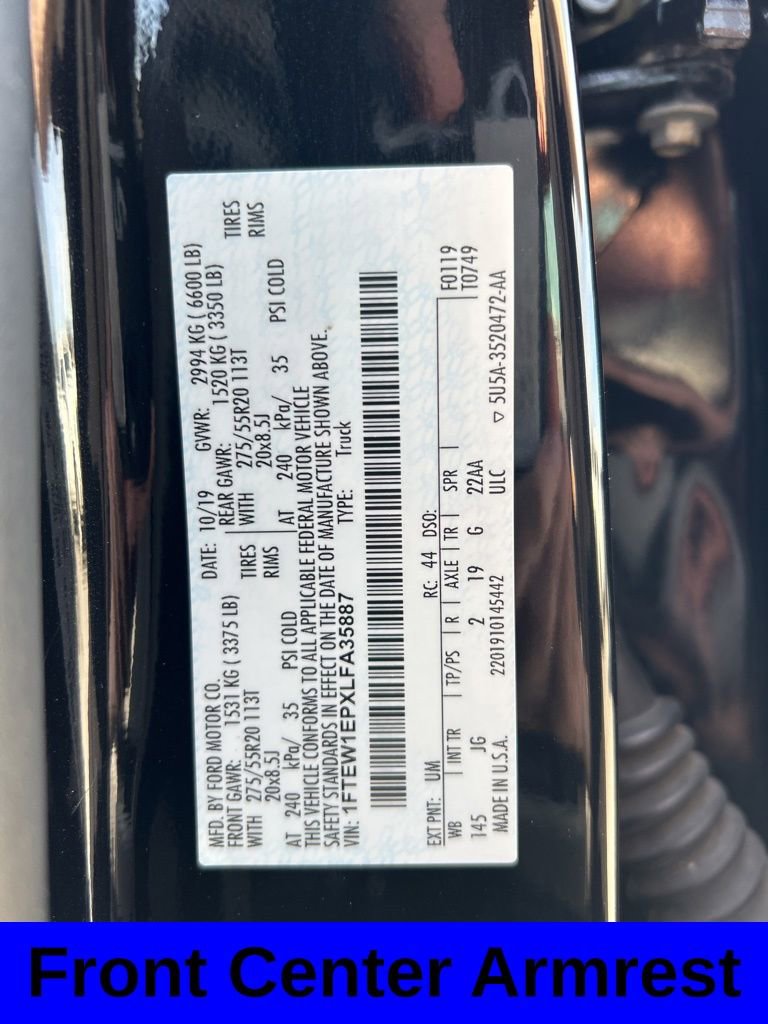 MFD. BY FORD MOTOR CO.
DATE: 10/19 GVWR: 2994 KG ( 6600 LB)
FRONT GAWR: 1531 KG ( 3375 LB) REAR GAWR: 1520 KG ( 3350 LB)
WITH 275/55R20 113T TIRES WITH 275/55R20 113T TIRES
20x8.5J RIMS 20x8.5J RIMS
AT 240 kPa/ 35 PSI COLD AT 240 kPa/ 35 PSI COLD
THIS VEHICLE CONFORMS TO ALL APPLICABLE FEDERAL MOTOR VEHICLE
SAFETY STANDARDS IN EFFECT ON THE DATE OF MANUFACTURE SHOWN ABOVE.
VIN: 1FTEW1EPXLFA35887 TYPE: Truck
EXT PNT: UM RC: 44 DSO:
WB INT TR TP/PS R AXLE TR SPR F0119
145 JG 2 19 G 22AA T0749
MADE IN U.S.A. 2201910145442 ULC ▽ 5U5A-3520472-AA
Front Center Armrest